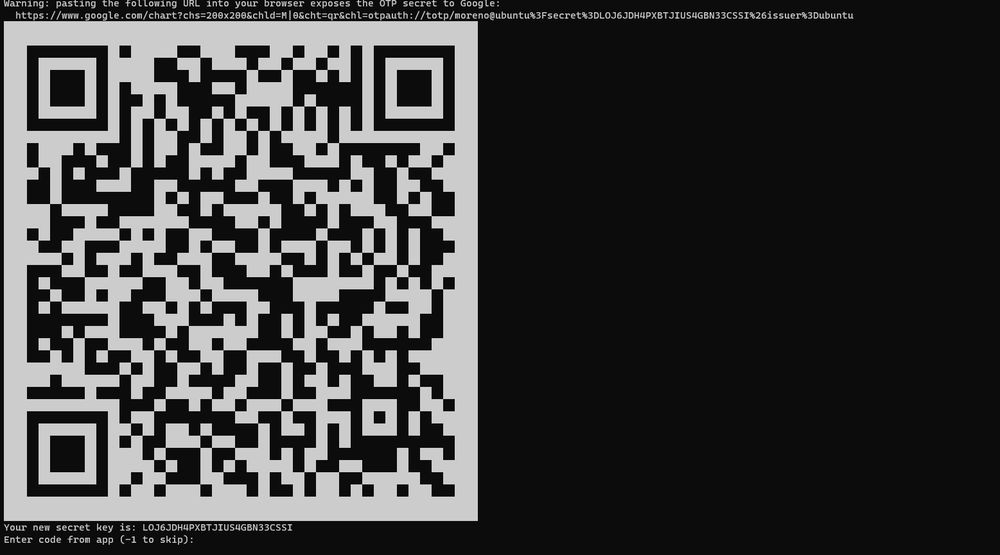 Warning: pasting the following URL into your browser exposes the OTP secret to Google:
https://www.google.com/chart?chs=200x200&chld=M|0&cht=qr&chl=otpauth://totp/moreno@ubuntu%3Fsecret%3DLOJ6JDH4PXBTJIUS4GBN33CSSI%26issuer%3Dubuntu
Your new secret key is: LOJ6JDH4PXBTJIUS4GBN33CSSI
Enter code from app (-1 to skip):